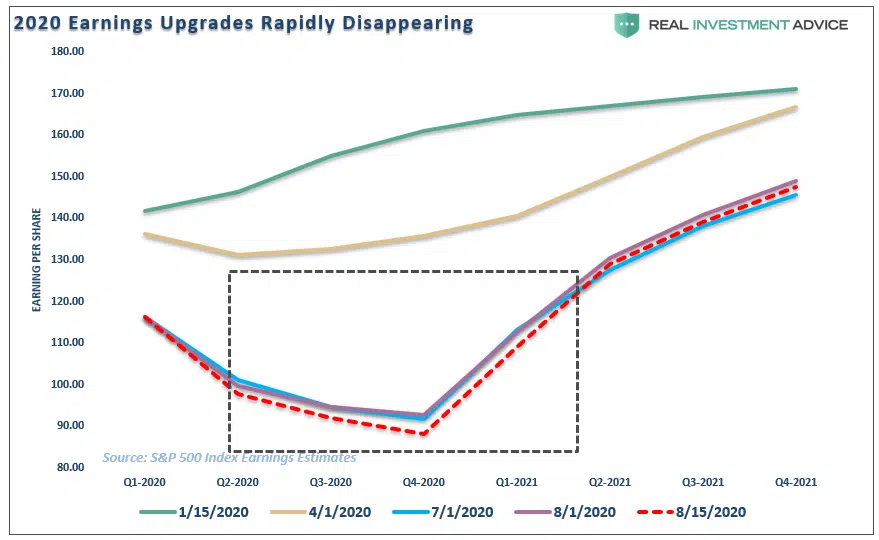 2020 Earnings Upgrades Rapidly Disappearing
REAL INVESTMENT ADVICE
180.00
170.00
160.00
150.00
140.00
130.00
120.00
110.00
100.00
90.00
80.00
EARNING PER SHARE
Source: S&P 500 Index Earnings Estimates
Q1-2020 Q2-2020 Q3-2020 Q4-2020 Q1-2021 Q2-2021 Q3-2021 Q4-2021
1/15/2020 4/1/2020 7/1/2020 8/1/2020 8/15/2020